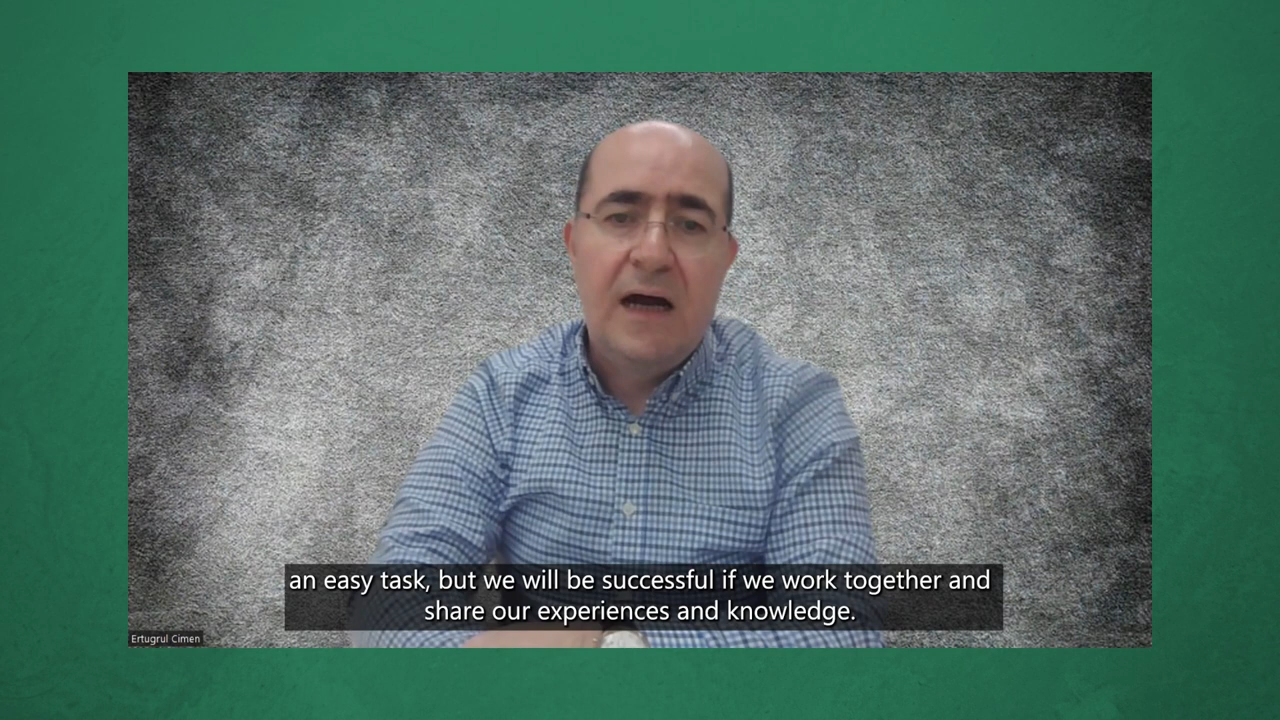 an easy task, but we will be successful if we work together and
share our experiences and knowledge.
Ertugrul Cimen